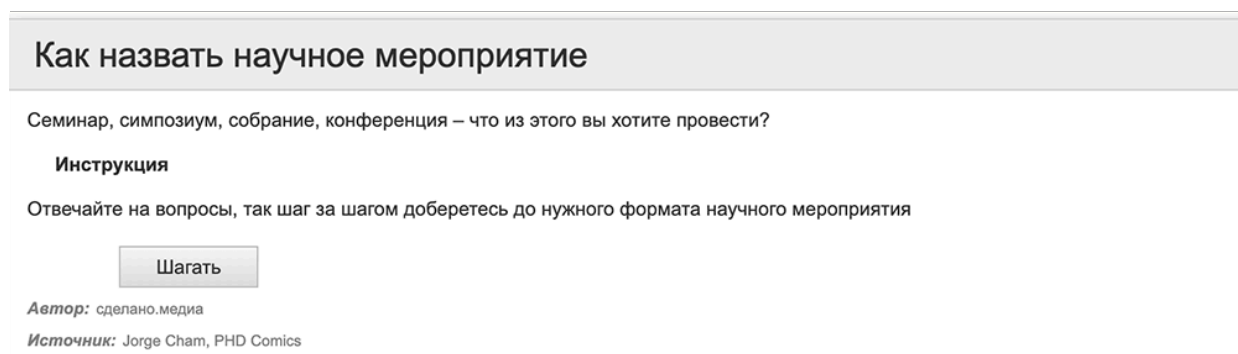 Как назвать научное мероприятие
Семинар, симпозиум, собрание, конференция – что из этого вы хотите провести?
Инструкция
Отвечайте на вопросы, так шаг за шагом доберетесь до нужного формата научного мероприятия
Шагать
Автор: сделано.медиа
Источник: Jorge Cham, PHD Comics